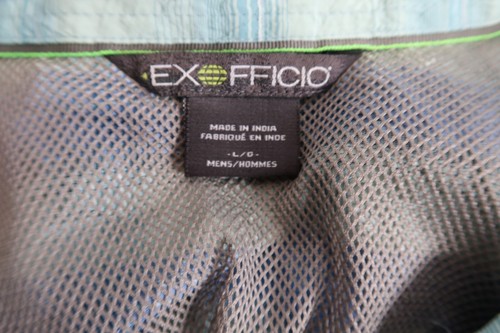 EXOFFICIO
MADE IN INDIA
FABRIQUÉ EN INDE
- L/G -
MENS/HOMMES